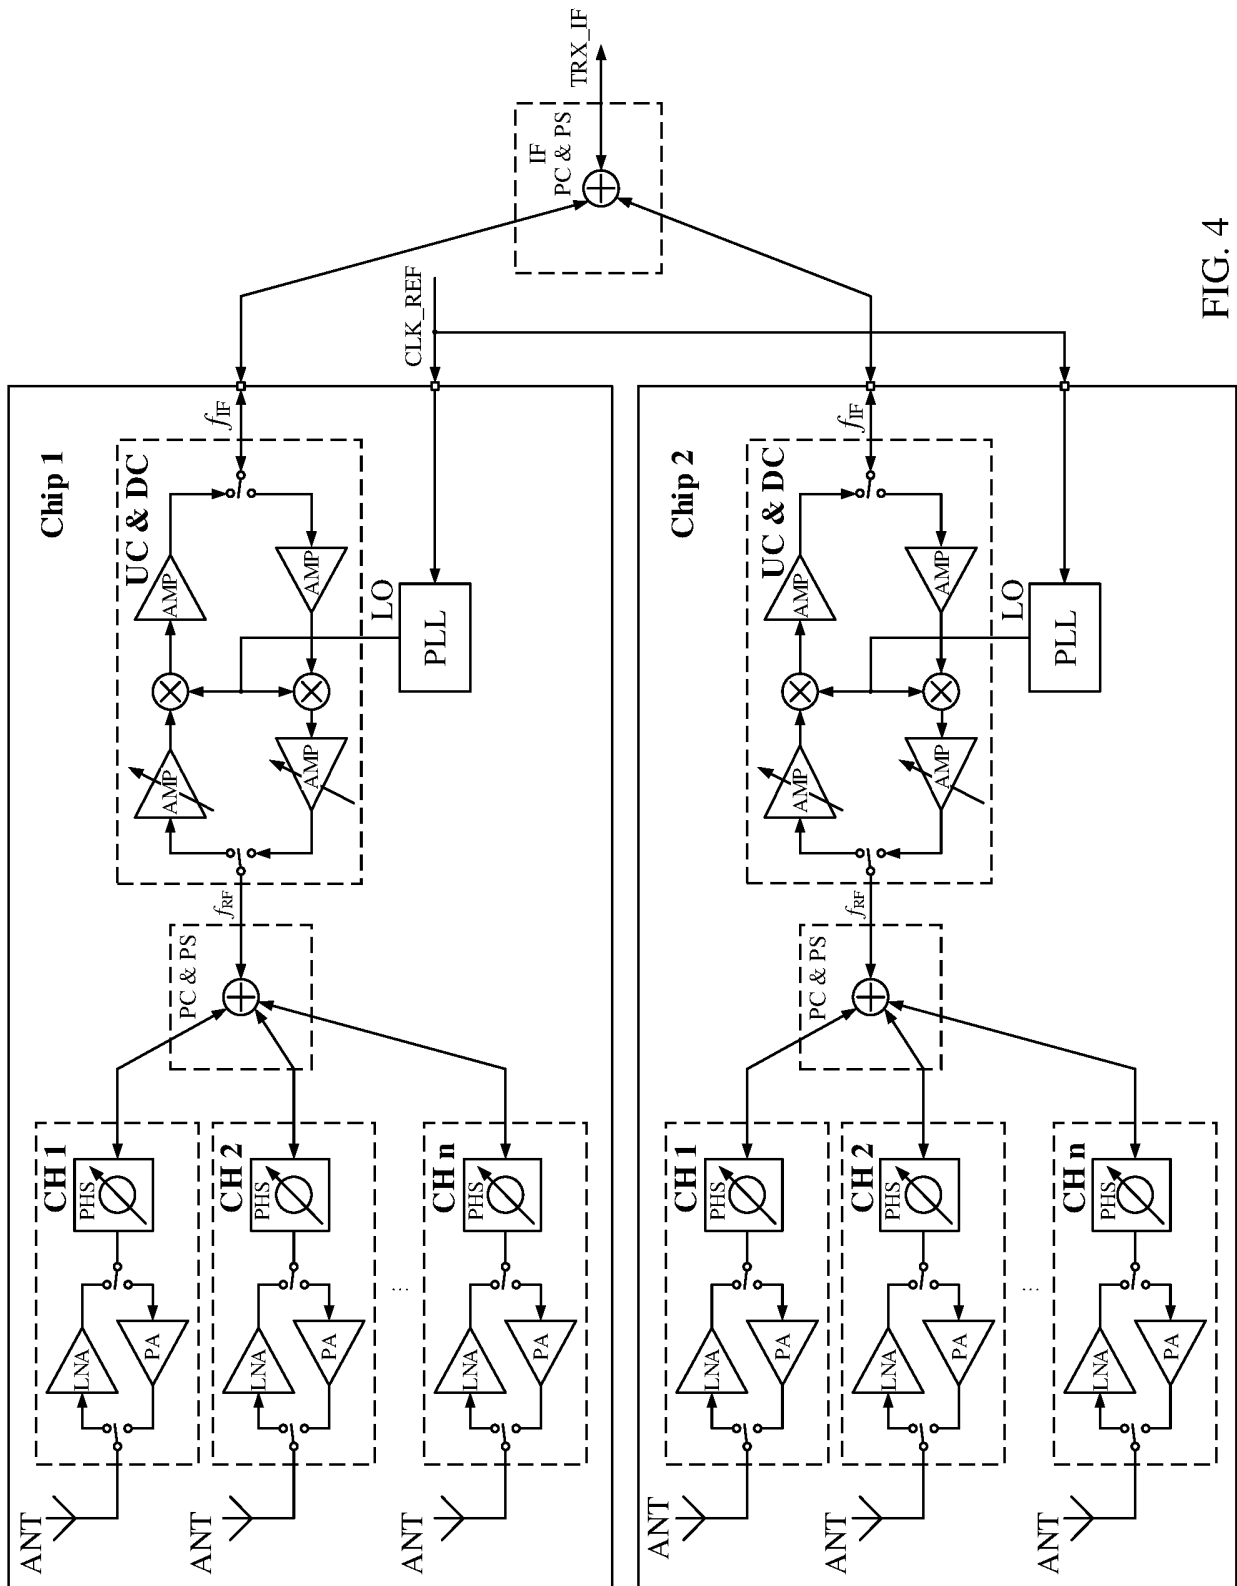 Chip 1
ANT
CH 1
LNA
PA
PHS
ANT
CH 2
LNA
PA
PHS
...
ANT
CH n
LNA
PA
PHS
PC & PS
fRF
UC & DC
AMP
AMP
AMP
AMP
fIF
LO
PLL
CLK_REF
IF
PC & PS
TRX_IF
Chip 2
ANT
CH 1
LNA
PA
PHS
ANT
CH 2
LNA
PA
PHS
...
ANT
CH n
LNA
PA
PHS
PC & PS
fRF
UC & DC
AMP
AMP
AMP
AMP
fIF
LO
PLL
FIG. 4